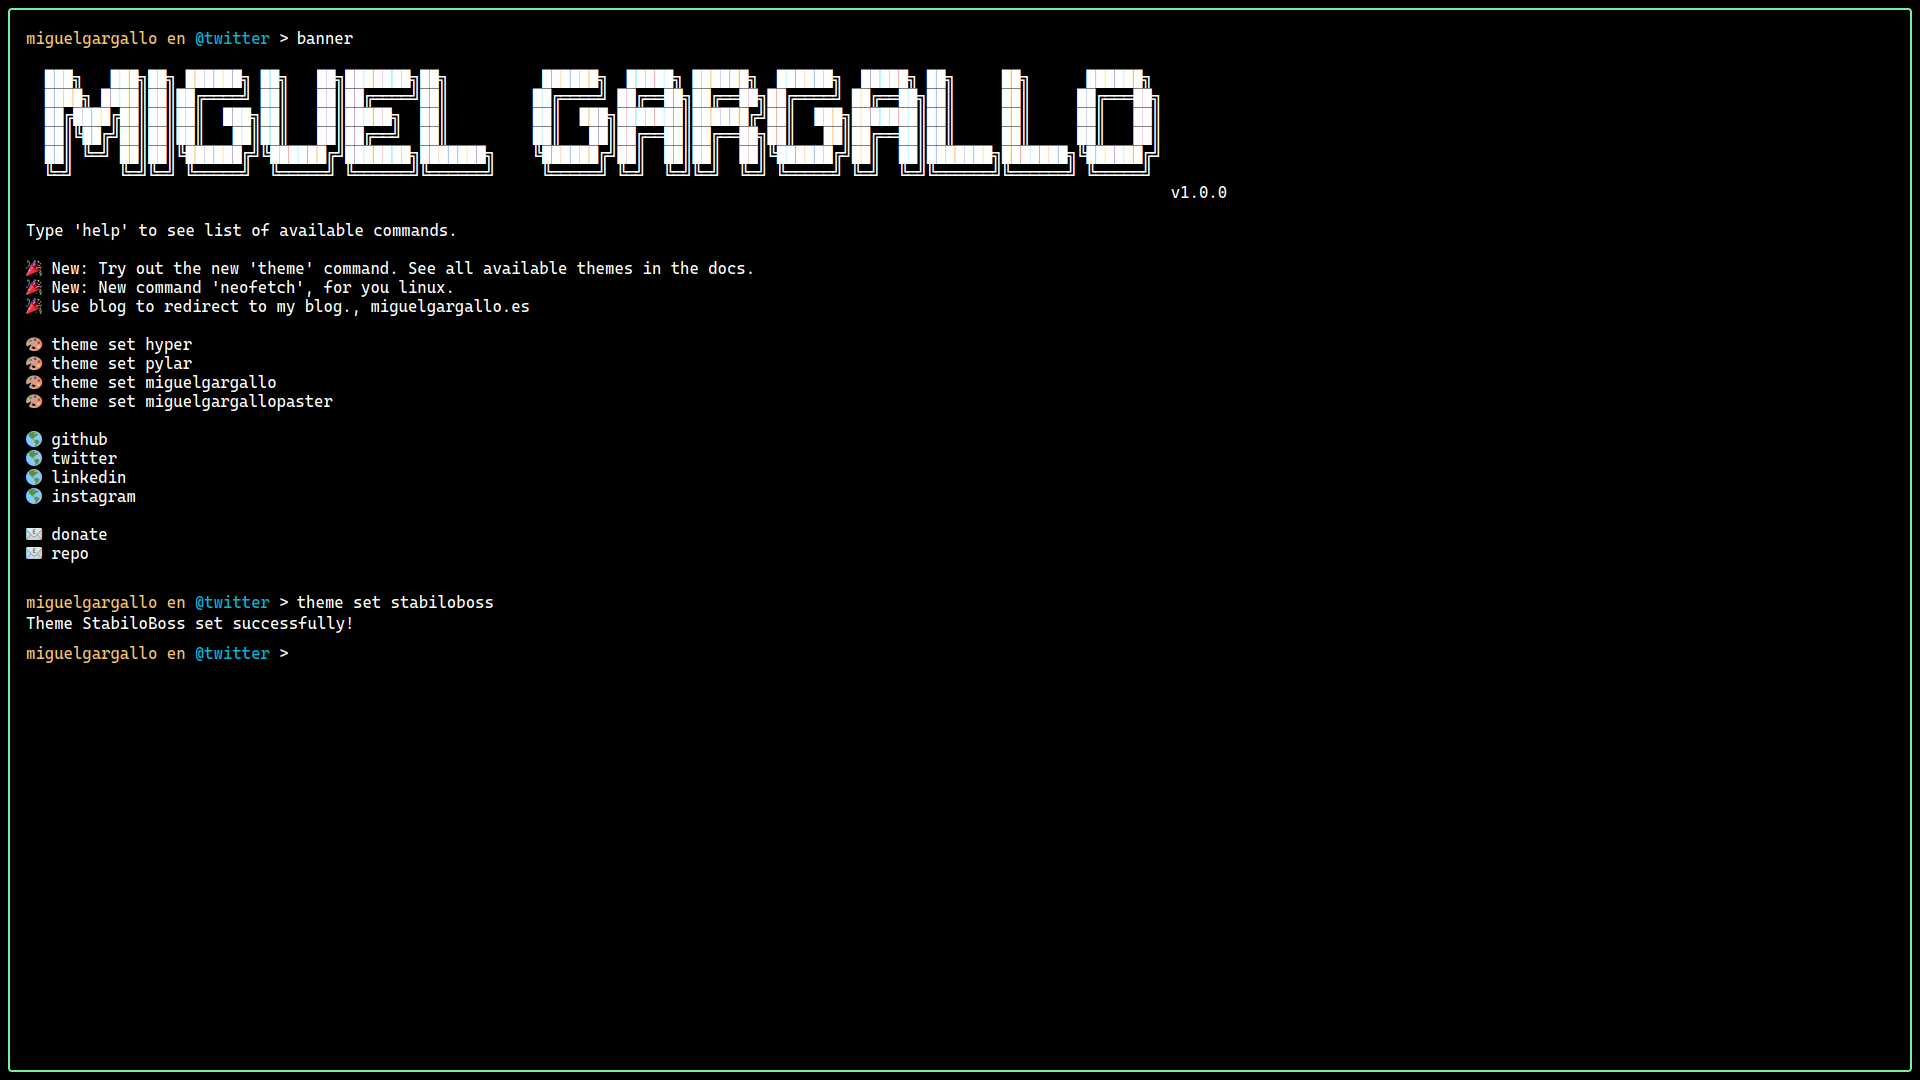 miguelgargallo en @twitter > banner
MIGUEL GARGALLO
v1.0.0
Type 'help' to see list of available commands.
🎉 New: Try out the new 'theme' command. See all available themes in the docs.
🎉 New: New command 'neofetch', for you linux.
🎉 Use blog to redirect to my blog., miguelgargallo.es
🎨 theme set hyper
🎨 theme set pylar
🎨 theme set miguelgargallo
🎨 theme set miguelgargallopaster
🌎 github
🌎 twitter
🌎 linkedin
🌎 instagram
📧 donate
📧 repo
miguelgargallo en @twitter > theme set stabiloboss
Theme StabiloBoss set successfully!
miguelgargallo en @twitter >